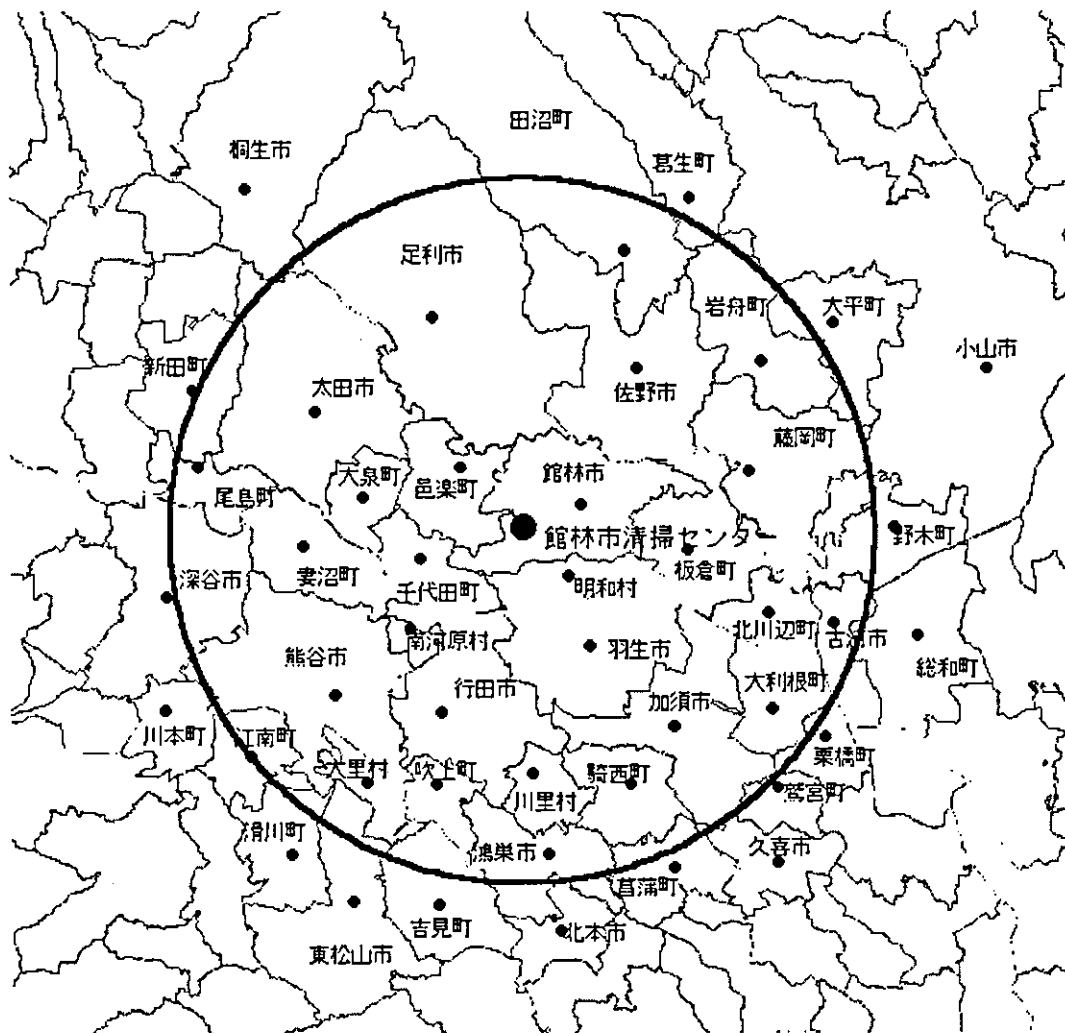 田沼町
桐生市
葛生町
足利市
岩舟町
大平町
小山市
新田町
太田市
佐野市
藤岡町
大泉町
邑楽町
館林市
尾島町
館林市清掃センター
野木町
妻沼町
板倉町
深谷市
千代田町
明和村
北川辺町
古河市
南河原村
羽生市
熊谷市
総和町
行田市
大利根町
加須市
川本町
江南町
栗橋町
大里村
吹上町
騎西町
鷲宮町
川里村
滑川町
鴻巣市
久喜市
菖蒲町
吉見町
北本市
東松山市